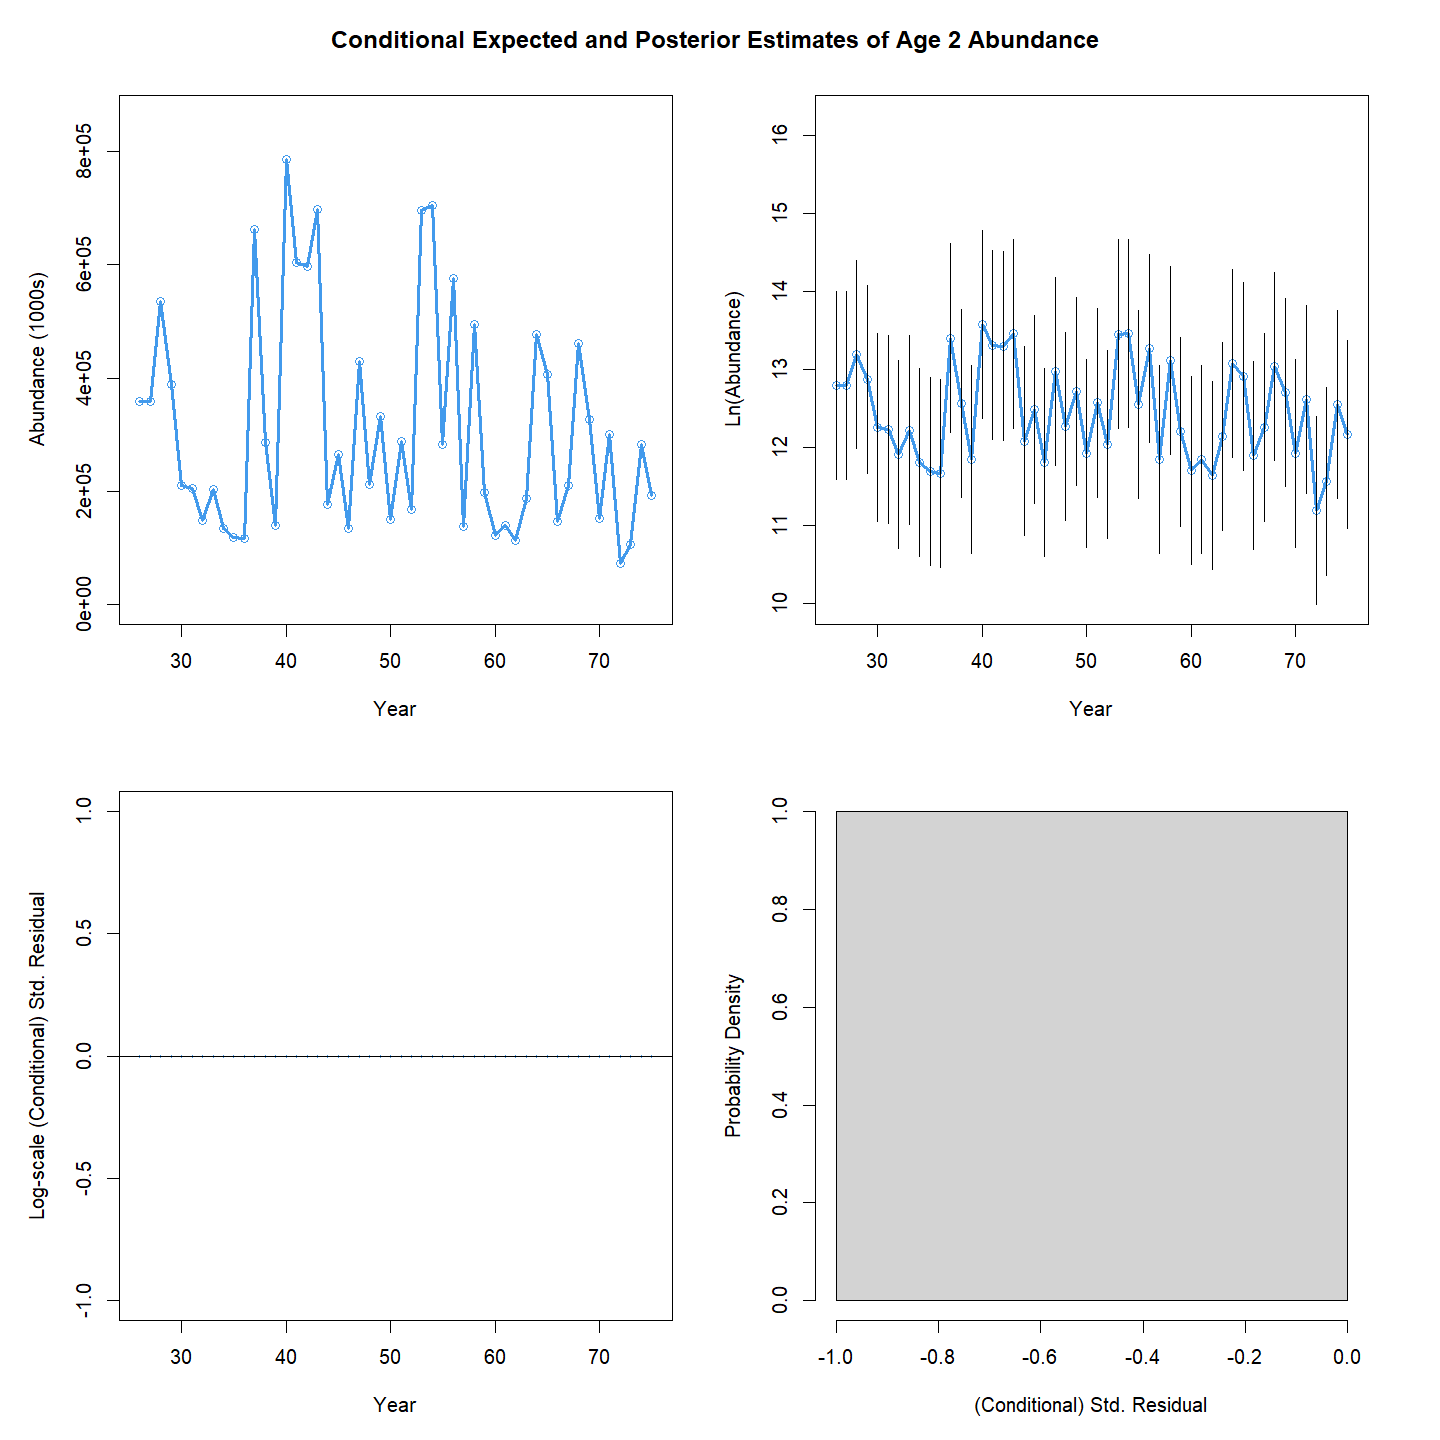 Conditional Expected and Posterior Estimates of Age 2 Abundance
Abundance (1000s)
8e+05
6e+05
4e+05
2e+05
0e+00
30 40 50 60 70
Year
Ln(Abundance)
16
15
14
13
12
11
10
30 40 50 60 70
Year
Log-scale (Conditional) Std. Residual
1.0
0.5
0.0
-0.5
-1.0
30 40 50 60 70
Year
Probability Density
1.0
0.8
0.6
0.4
0.2
0.0
-1.0 -0.8 -0.6 -0.4 -0.2 0.0
(Conditional) Std. Residual